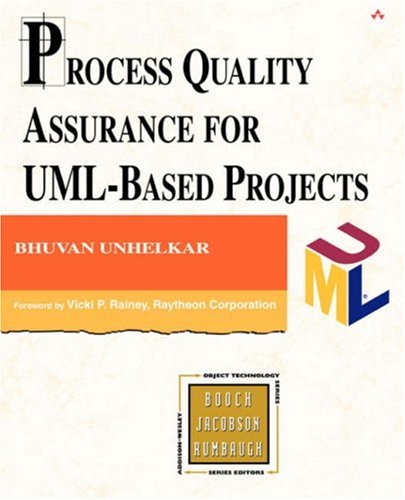 PROCESS QUALITY
ASSURANCE FOR
UML-BASED PROJECTS
BHUVAN UNHELKAR
Foreword by Vicki P. Rainey, Raytheon Corporation
UML®
ADDISON-WESLEY
OBJECT TECHNOLOGY
SERIES
BOOCH
JACOBSON
RUMBAUGH
SERIES EDITORS